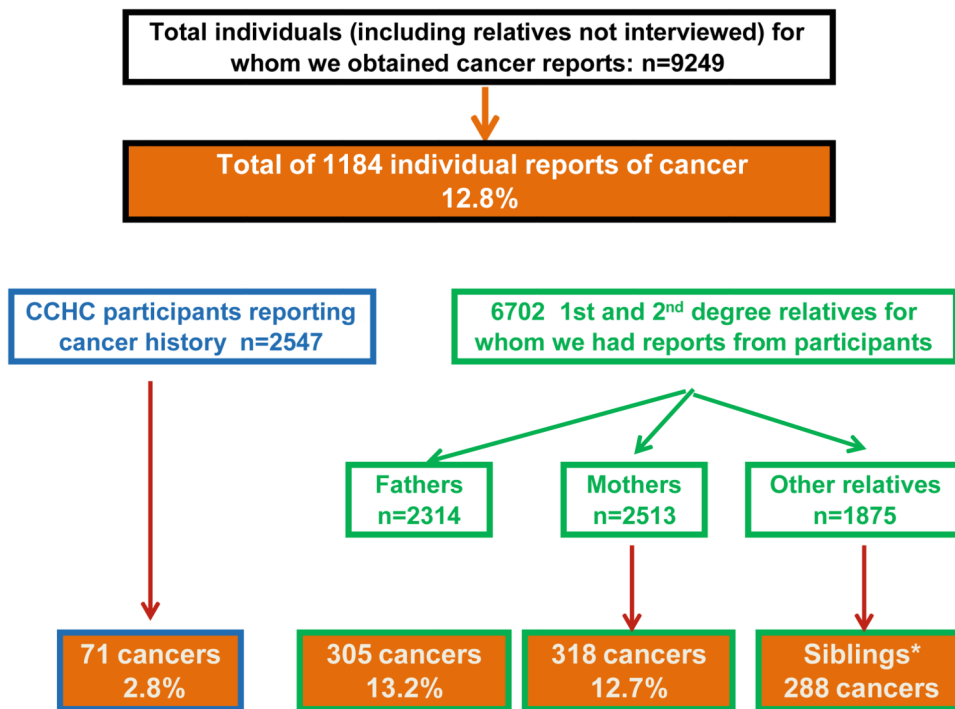 Total individuals (including relatives not interviewed) for
whom we obtained cancer reports: n=9249
Total of 1184 individual reports of cancer
12.8%
CCHC participants reporting
cancer history n=2547
6702 1st and 2nd degree relatives for
whom we had reports from participants
Fathers
n=2314
Mothers
n=2513
Other relatives
n=1875
71 cancers
2.8%
305 cancers
13.2%
318 cancers
12.7%
Siblings*
288 cancers